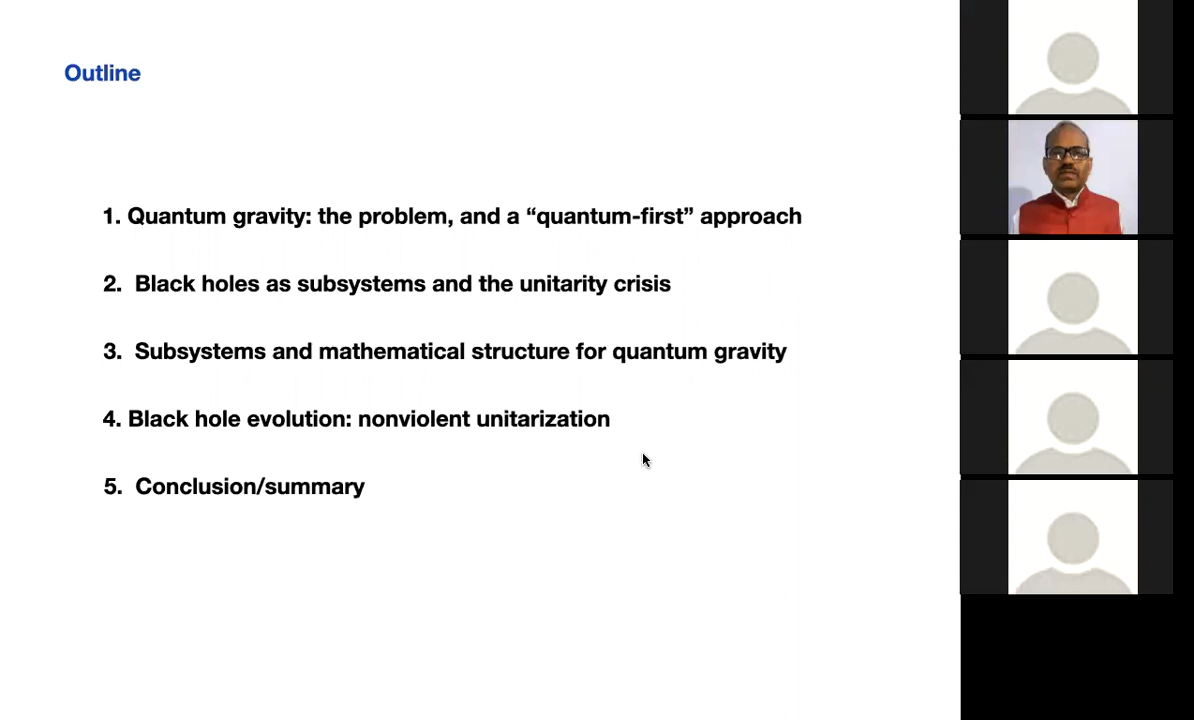 Outline
1. Quantum gravity: the problem, and a “quantum-first” approach
2. Black holes as subsystems and the unitarity crisis
3. Subsystems and mathematical structure for quantum gravity
4. Black hole evolution: nonviolent unitarization
5. Conclusion/summary